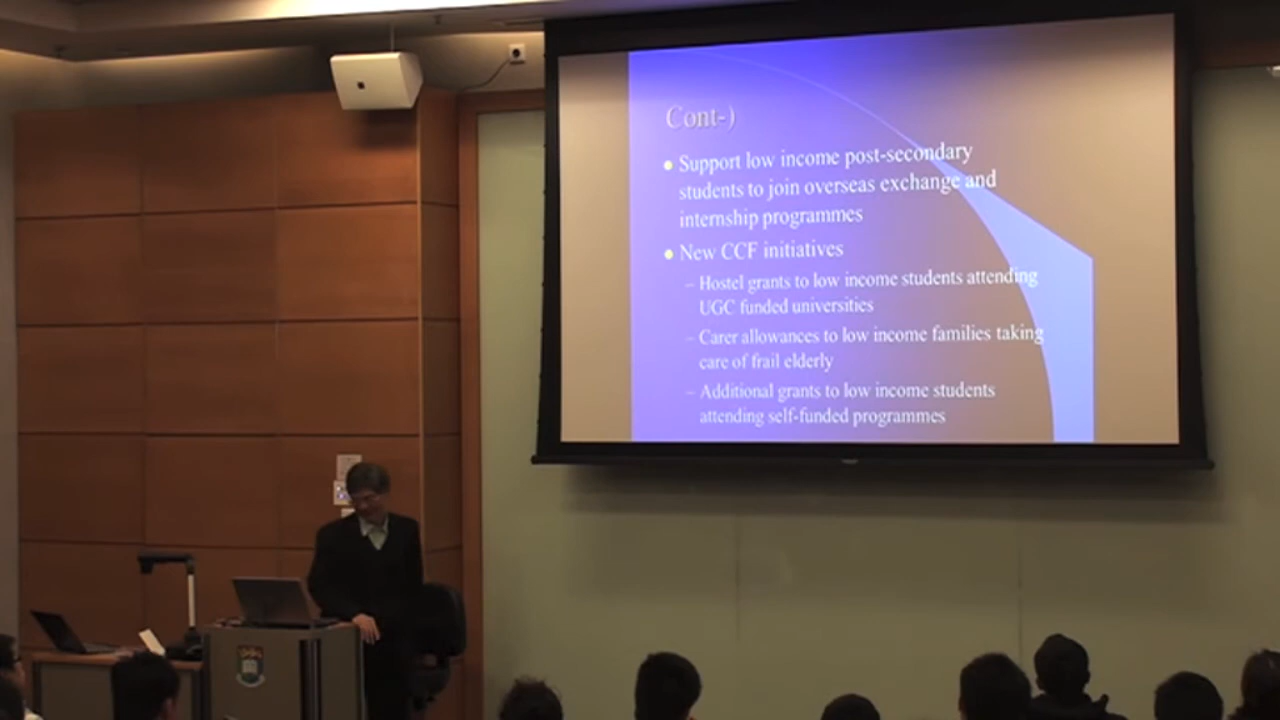 Cont-)
Support low income post-secondary
students to join overseas exchange and
internship programmes
New CCF initiatives
– Hostel grants to low income students attending
UGC funded universities
– Carer allowances to low income families taking
care of frail elderly
– Additional grants to low income students
attending self-funded programmes